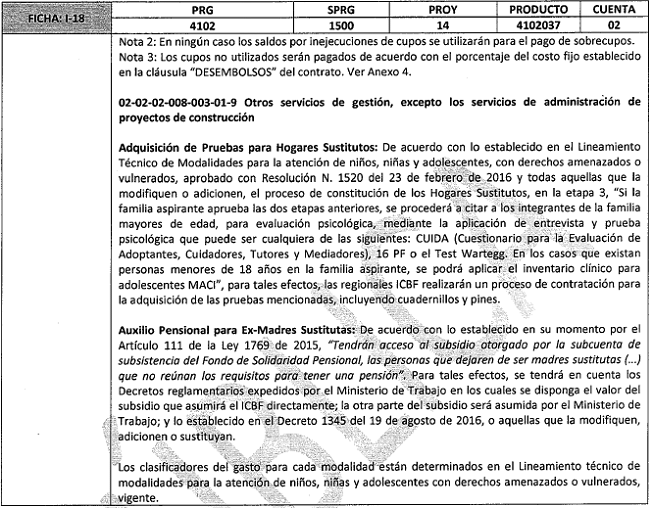 FICHA: I-18 PRG SPRG PROY PRODUCTO CUENTA
4102 1500 14 4102037 02
Nota 2: En ningún caso los saldos por inejecuciones de cupos se utilizarán para el pago de sobrecupos.
Nota 3: Los cupos no utilizados serán pagados de acuerdo con el porcentaje del costo fijo establecido
en la cláusula “DESEMBOLSOS” del contrato. Ver Anexo 4.
02-02-02-008-003-01-9 Otros servicios de gestión, excepto los servicios de administración de
proyectos de construcción
Adquisición de Pruebas para Hogares Sustitutos: De acuerdo con lo establecido en el Lineamiento
Técnico de Modalidades para la atención de niños, niñas y adolescentes, con derechos amenazados o
vulnerados, aprobado con Resolución N. 1520 del 23 de febrero de 2016 y todas aquellas que la
modifiquen o adicionen, el proceso de constitución de los Hogares Sustitutos, en la etapa 3, “Si la
familia aspirante aprueba las dos etapas anteriores, se procederá a citar a los integrantes de la familia
mayores de edad, para evaluación psicológica, mediante la aplicación de entrevista y prueba
psicológica que puede ser cualquiera de las siguientes: CUIDA (Cuestionario para la Evaluación de
Adoptantes, Cuidadores, Tutores y Mediadores), 16 PF o el Test Wartegg. En los casos que existan
personas menores de 18 años en la familia aspirante, se podrá aplicar el inventario clínico para
adolescentes MACI”, para tales efectos, las regionales ICBF realizarán un proceso de contratación para
la adquisición de las pruebas mencionadas, incluyendo cuadernillos y pines.
Auxilio Pensional para Ex-Madres Sustitutas: De acuerdo con lo establecido en su momento por el
Artículo 111 de la Ley 1769 de 2015, “Tendrán acceso al subsidio otorgado por la subcuenta de
subsistencia del Fondo de Solidaridad Pensional, las personas que dejaren de ser madres sustitutas (...)
que no reúnan los requisitos para tener una pensión”. Para tales efectos, se tendrá en cuenta los
Decretos reglamentarios expedidos por el Ministerio de Trabajo en los cuales se disponga el valor del
subsidio que asumirá el ICBF directamente; la otra parte del subsidio será asumida por el Ministerio de
Trabajo; y lo establecido en el Decreto 1345 del 19 de agosto de 2016, o aquellas que la modifiquen,
adicionen o sustituyan.
Los clasificadores del gasto para cada modalidad están determinados en el Lineamiento técnico de
modalidades para la atención de niños, niñas y adolescentes con derechos amenazados o vulnerados,
vigente.